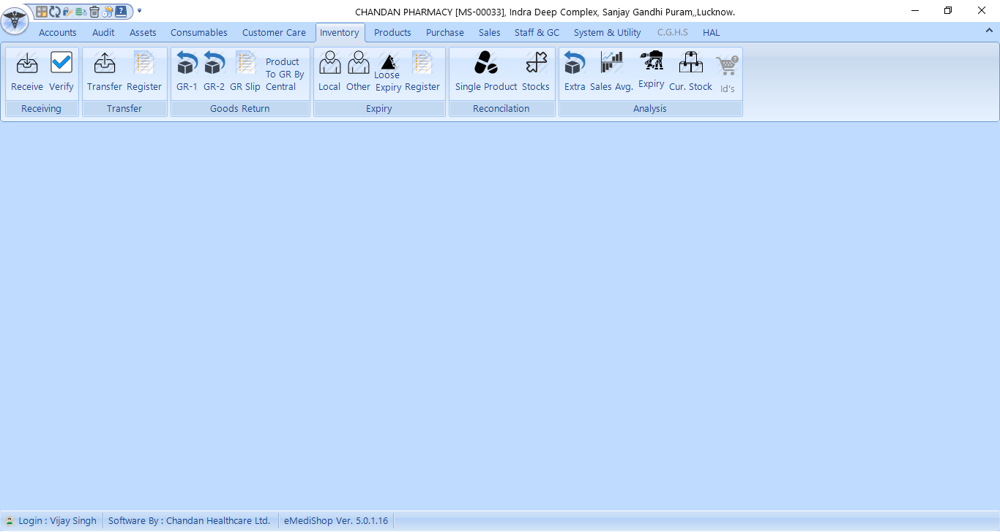 CHANDAN PHARMACY [MS-00033], Indra Deep Complex, Sanjay Gandhi Puram,,Lucknow.
Accounts Audit Assets Consumables Customer Care Inventory Products Purchase Sales Staff & GC System & Utility C.G.H.S HAL
Receive Verify
Receiving
Transfer Register
Transfer
GR-1 GR-2 GR Slip
Product
To GR By
Central
Goods Return
Local Other
Loose
Expiry
Register
Expiry
Single Product Stocks
Reconcilation
Extra Sales Avg. Expiry Cur. Stock Id's
Analysis
Login : Vijay Singh Software By : Chandan Healthcare Ltd. eMediShop Ver. 5.0.1.16